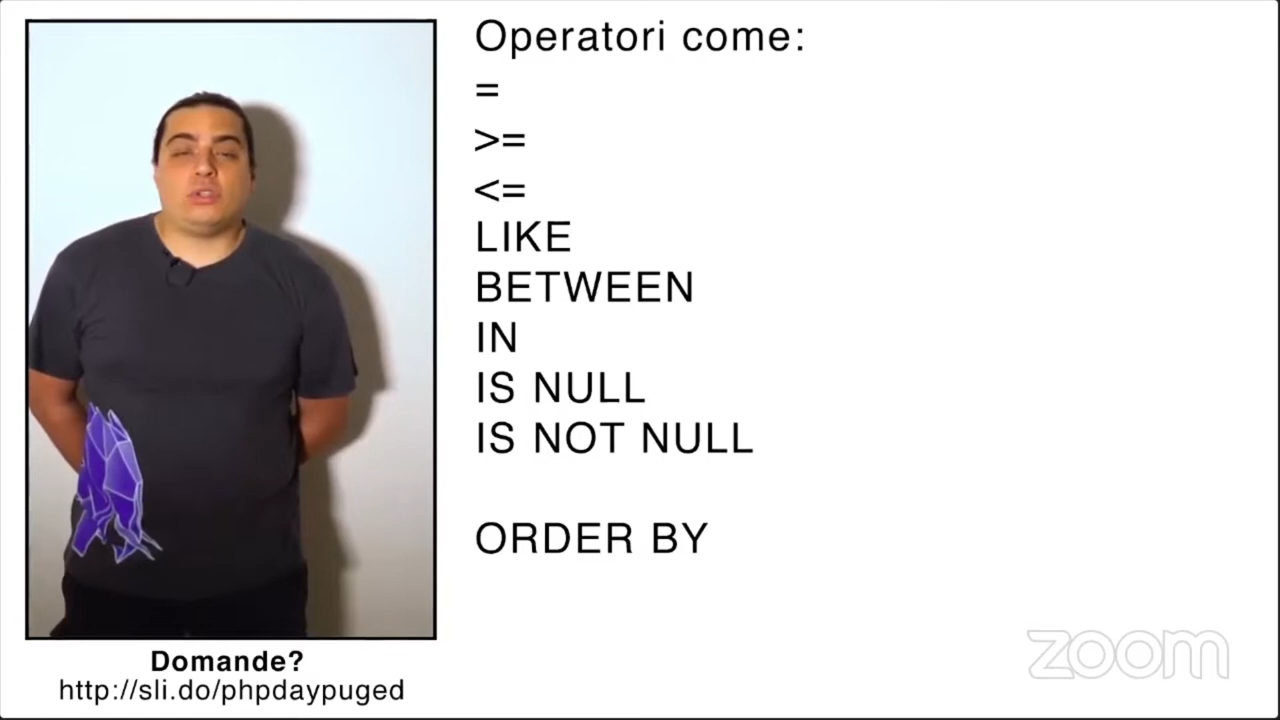 Operatori come:
=
>=
<=
LIKE
BETWEEN
IN
IS NULL
IS NOT NULL
ORDER BY
Domande?
http://sli.do/phpdaypuged
zoom